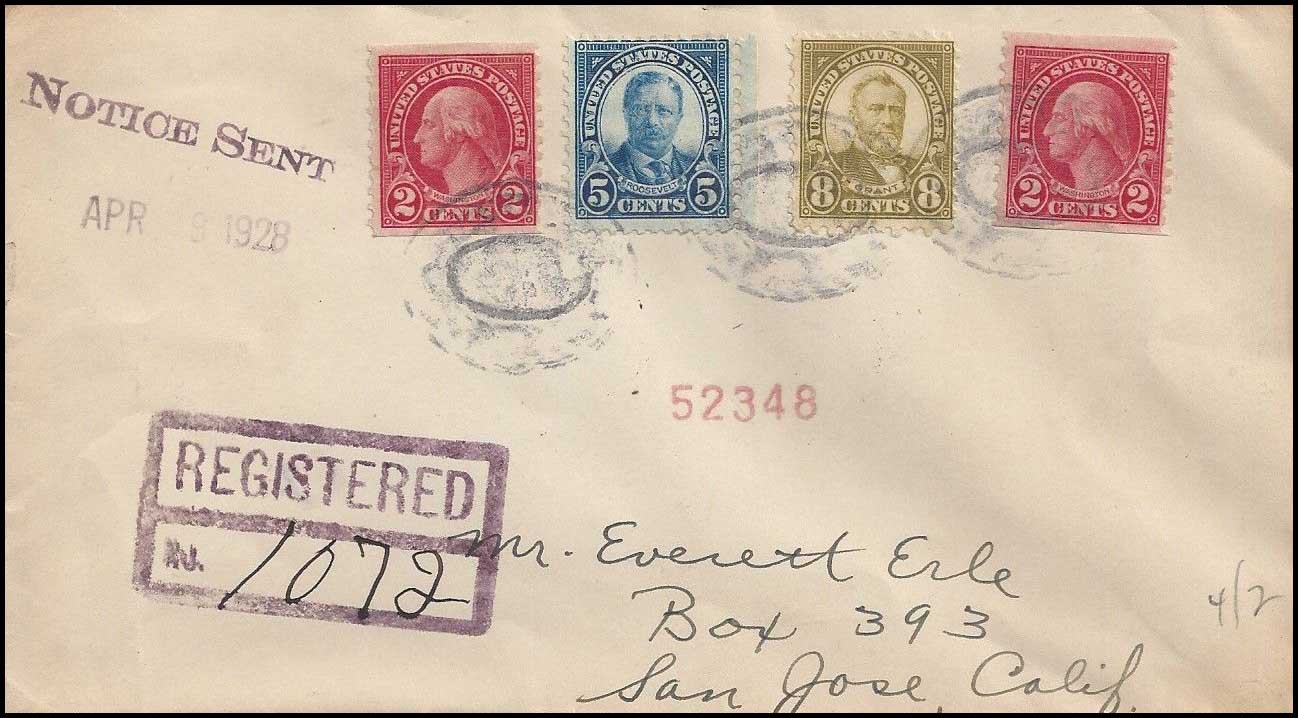 NOTICE SENT
APR 9 1928
UNITED STATES POSTAGE
WASHINGTON
2 CENTS 2
UNITED STATES POSTAGE
ROOSEVELT
5 CENTS 5
UNITED STATES POSTAGE
GRANT
8 CENTS 8
UNITED STATES POSTAGE
WASHINGTON
2 CENTS 2
52348
REGISTERED
No. 1072
Mr. Everett Erle
Box 393
San Jose, Calif.
4/2